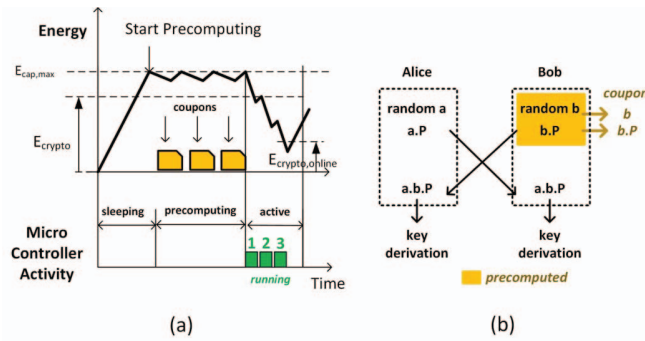 Energy
Start Precomputing
E_cap,max
coupons
E_crypto
E_crypto,online
sleeping
precomputing
active
Micro
Controller
Activity
1 2 3
running
Time
(a)
Alice
Bob
random a
a.P
random b
b.P
coupon
b
b.P
a.b.P
a.b.P
key
derivation
key
derivation
precomputed
(b)